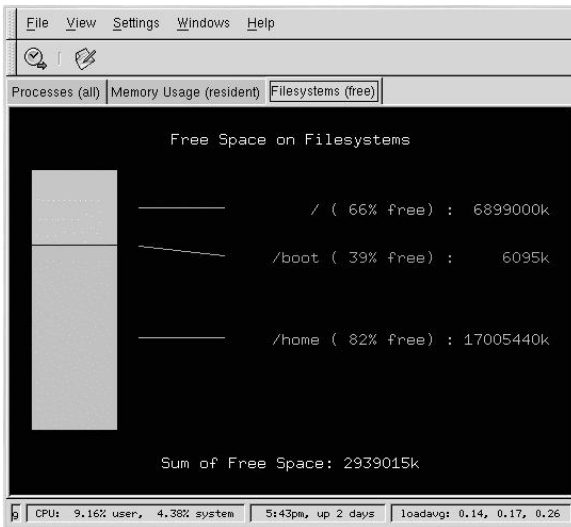 File View Settings Windows Help
Processes (all) Memory Usage (resident) Filesystems (free)
Free Space on Filesystems
/ ( 66% free) : 6899000k
/boot ( 39% free) : 6095k
/home ( 82% free) : 17005440k
Sum of Free Space: 2939015k
CPU: 9.16% user, 4.38% system 5:43pm, up 2 days loadavg: 0.14, 0.17, 0.26